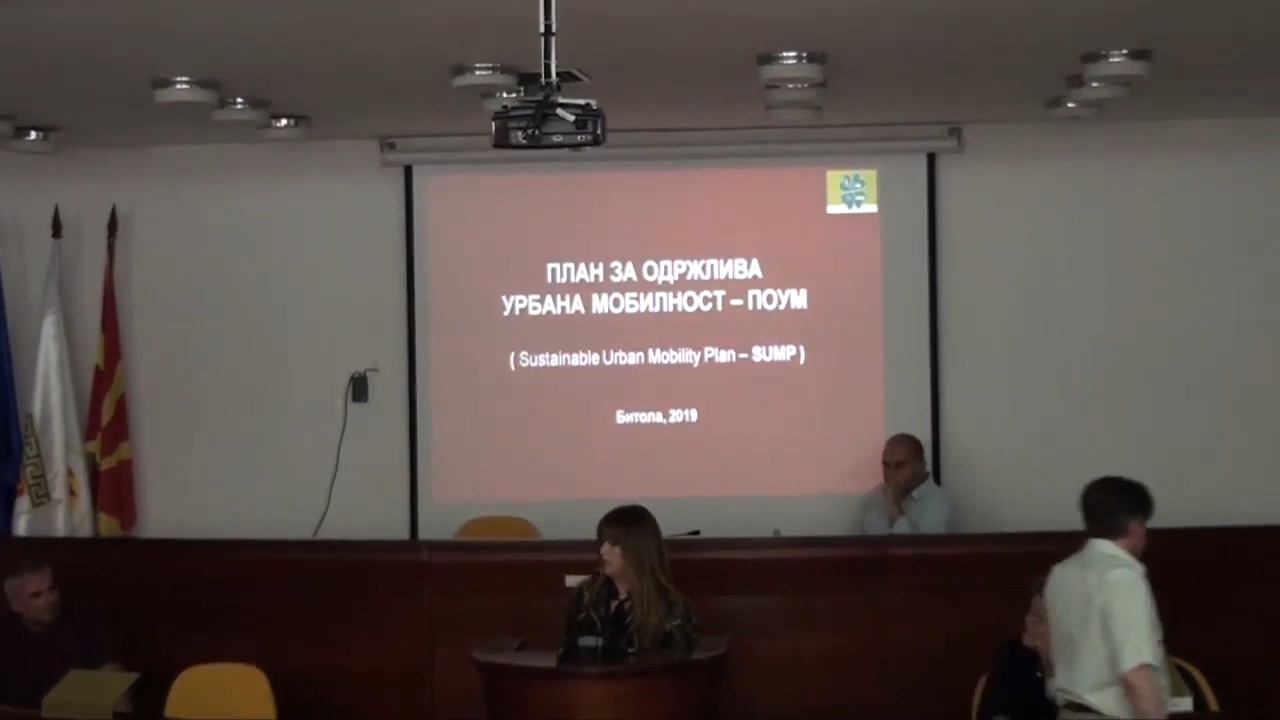 ПЛАН ЗА ОДРЖЛИВА
УРБАНА МОБИЛНОСТ – ПОУМ
( Sustainable Urban Mobility Plan – SUMP )
Битола, 2019